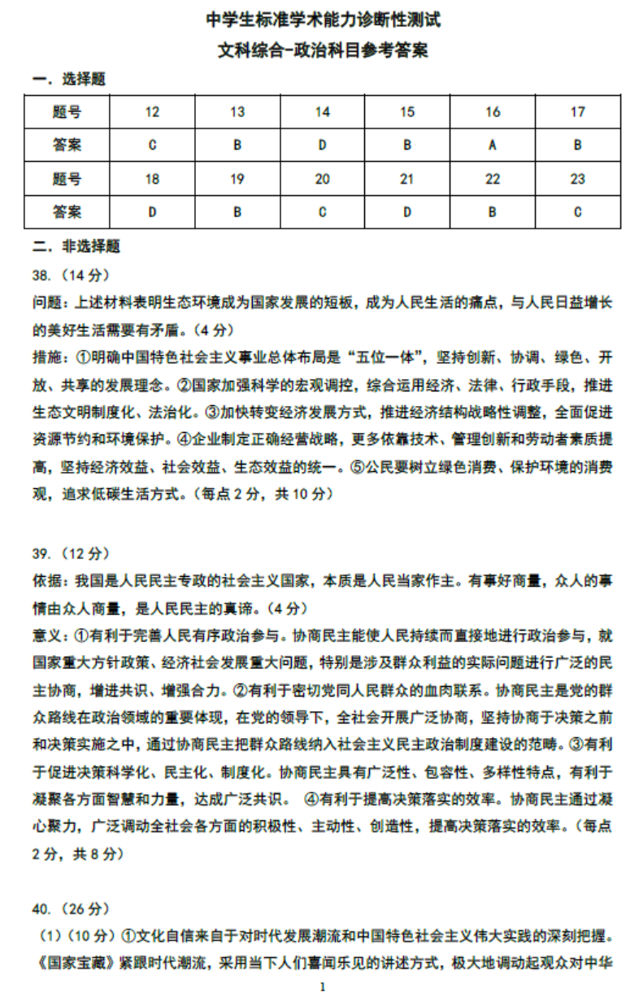 中学生标准学术能力诊断性测试
文科综合-政治科目参考答案
一．选择题
题号 12 13 14 15 16 17
答案 C B D B A B
题号 18 19 20 21 22 23
答案 D B C D B C
二．非选择题
38.（14 分）
问题：上述材料表明生态环境成为国家发展的短板，成为人民生活的痛点，与人民日益增长
的美好生活需要有矛盾。（4 分）
措施：①明确中国特色社会主义事业总体布局是“五位一体”，坚持创新、协调、绿色、开
放、共享的发展理念。②国家加强科学的宏观调控，综合运用经济、法律、行政手段，推进
生态文明制度化、法治化。③加快转变经济发展方式，推进经济结构战略性调整，全面促进
资源节约和环境保护。④企业制定正确经营战略，更多依靠技术、管理创新和劳动者素质提
高，坚持经济效益、社会效益、生态效益的统一。⑤公民要树立绿色消费、保护环境的消费
观，追求低碳生活方式。（每点 2 分，共 10 分）
39.（12 分）
依据：我国是人民民主专政的社会主义国家，本质是人民当家作主。有事好商量，众人的事
情由众人商量，是人民民主的真谛。（4 分）
意义：①有利于完善人民有序政治参与。协商民主能使人民持续而直接地进行政治参与，就
国家重大方针政策、经济社会发展重大问题，特别是涉及群众利益的实际问题进行广泛的民
主协商，增进共识、增强合力。②有利于密切党同人民群众的血肉联系。协商民主是党的群
众路线在政治领域的重要体现，在党的领导下，全社会开展广泛协商，坚持协商于决策之前
和决策实施之中，通过协商民主把群众路线纳入社会主义民主政治制度建设的范畴。③有利
于促进决策科学化、民主化、制度化。协商民主具有广泛性、包容性、多样性特点，有利于
凝聚各方面智慧和力量，达成广泛共识。 ④有利于提高决策落实的效率。协商民主通过凝
心聚力，广泛调动全社会各方面的积极性、主动性、创造性，提高决策落实的效率。（每点
2 分，共 8 分）
40.（26 分）
（1）（10 分）①文化自信来自于对时代发展潮流和中国特色社会主义伟大实践的深刻把握。
《国家宝藏》紧跟时代潮流，采用当下人们喜闻乐见的讲述方式，极大地调动起观众对中华
1